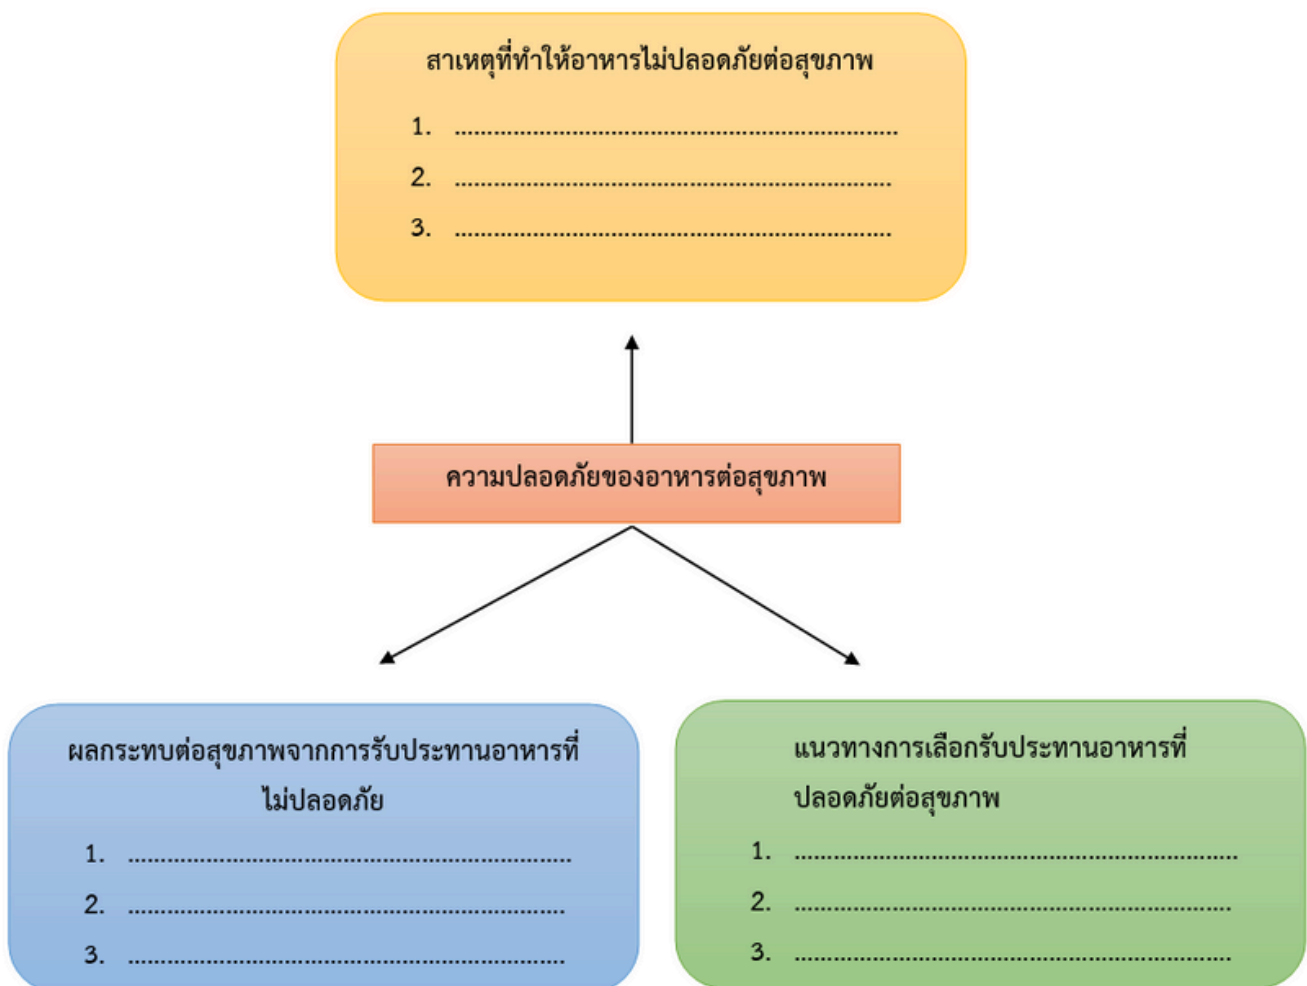 สาเหตุที่ทำให้อาหารไม่ปลอดภัยต่อสุขภาพ
1. ......................................................................
2. .....................................................................
3. .....................................................................
ความปลอดภัยของอาหารต่อสุขภาพ
ผลกระทบต่อสุขภาพจากการรับประทานอาหารที่
ไม่ปลอดภัย
1. ......................................................................
2. .....................................................................
3. .....................................................................
แนวทางการเลือกรับประทานอาหารที่
ปลอดภัยต่อสุขภาพ
1. ......................................................................
2. .....................................................................
3. .....................................................................